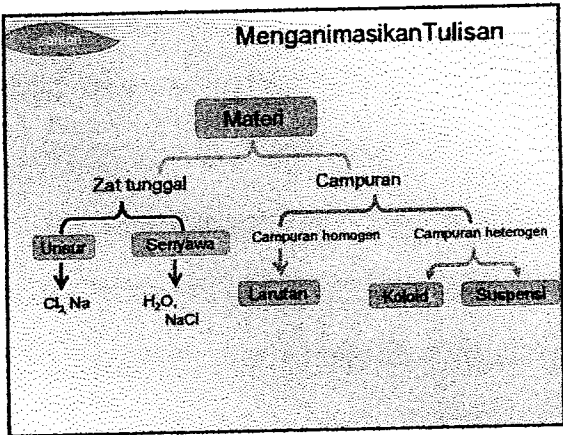 MenganimasikanTulisan
Materi
Zat tunggal
Campuran
Unsur
Senyawa
Campuran homogen
Campuran heterogen
Cl₂, Na
H₂O,
NaCl
Larutan
Koloid
Suspensi